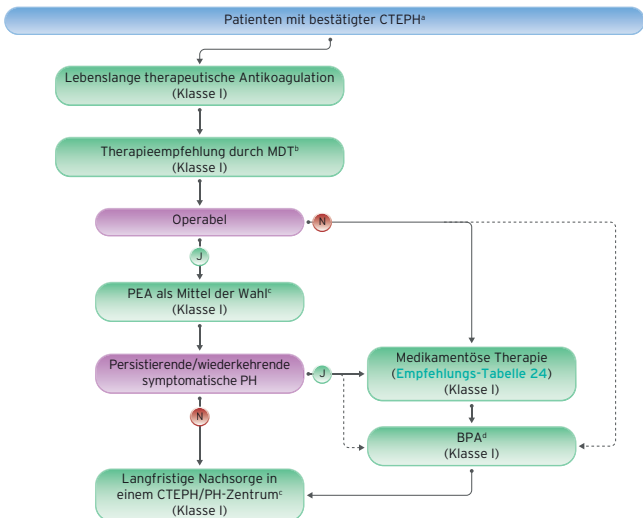 Patienten mit bestätigter CTEPHᵃ
Lebenslange therapeutische Antikoagulation
(Klasse I)
Therapieempfehlung durch MDTᵇ
(Klasse I)
Operabel
N
J
PEA als Mittel der Wahlᶜ
(Klasse I)
Persistierende/wiederkehrende
symptomatische PH
J
Medikamentöse Therapie
(Empfehlungs-Tabelle 24)
(Klasse I)
N
BPAᵈ
(Klasse I)
Langfristige Nachsorge in
einem CTEPH/PH-Zentrumᶜ
(Klasse I)